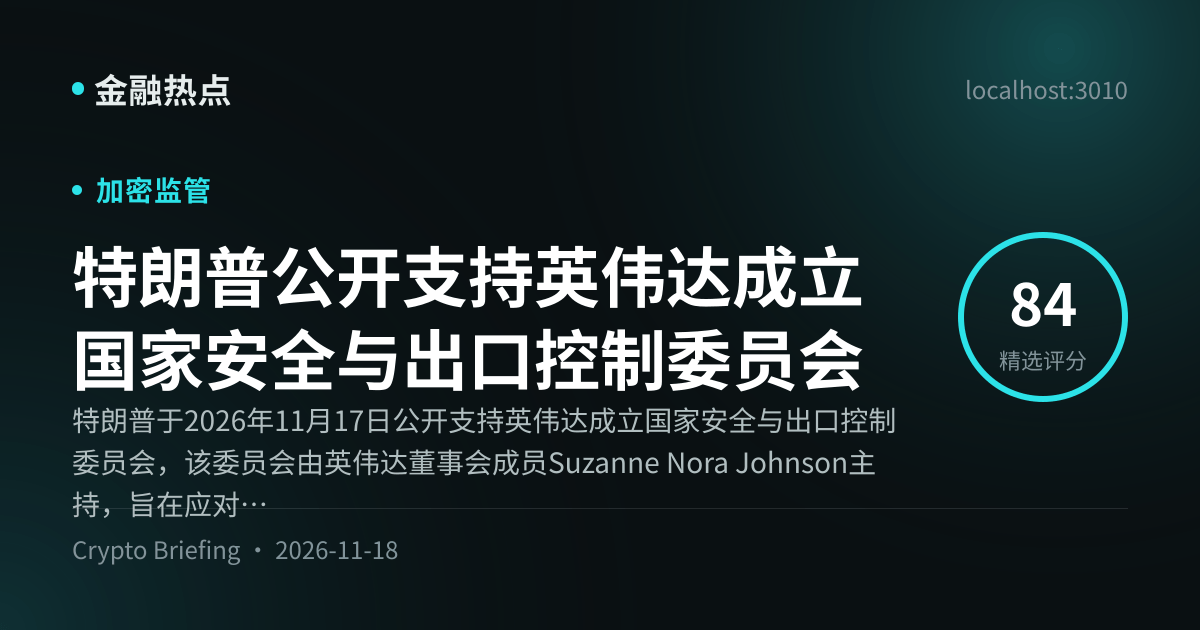 金融热点
localhost:3010
加密监管
特朗普公开支持英伟达成立
国家安全与出口控制委员会
84
精选评分
特朗普于2026年11月17日公开支持英伟达成立国家安全与出口控制
委员会，该委员会由英伟达董事会成员Suzanne Nora Johnson主
持，旨在应对…
Crypto Briefing · 2026-11-18